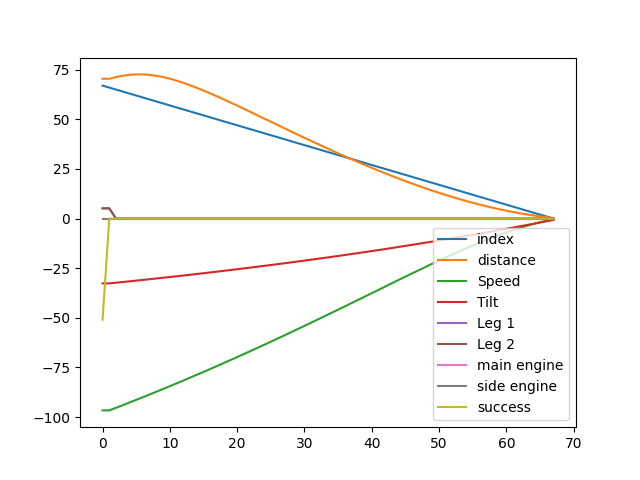 75
50
25
0
−25
−50
−75
−100
0 10 20 30 40 50 60 70
index
distance
Speed
Tilt
Leg 1
Leg 2
main engine
side engine
success